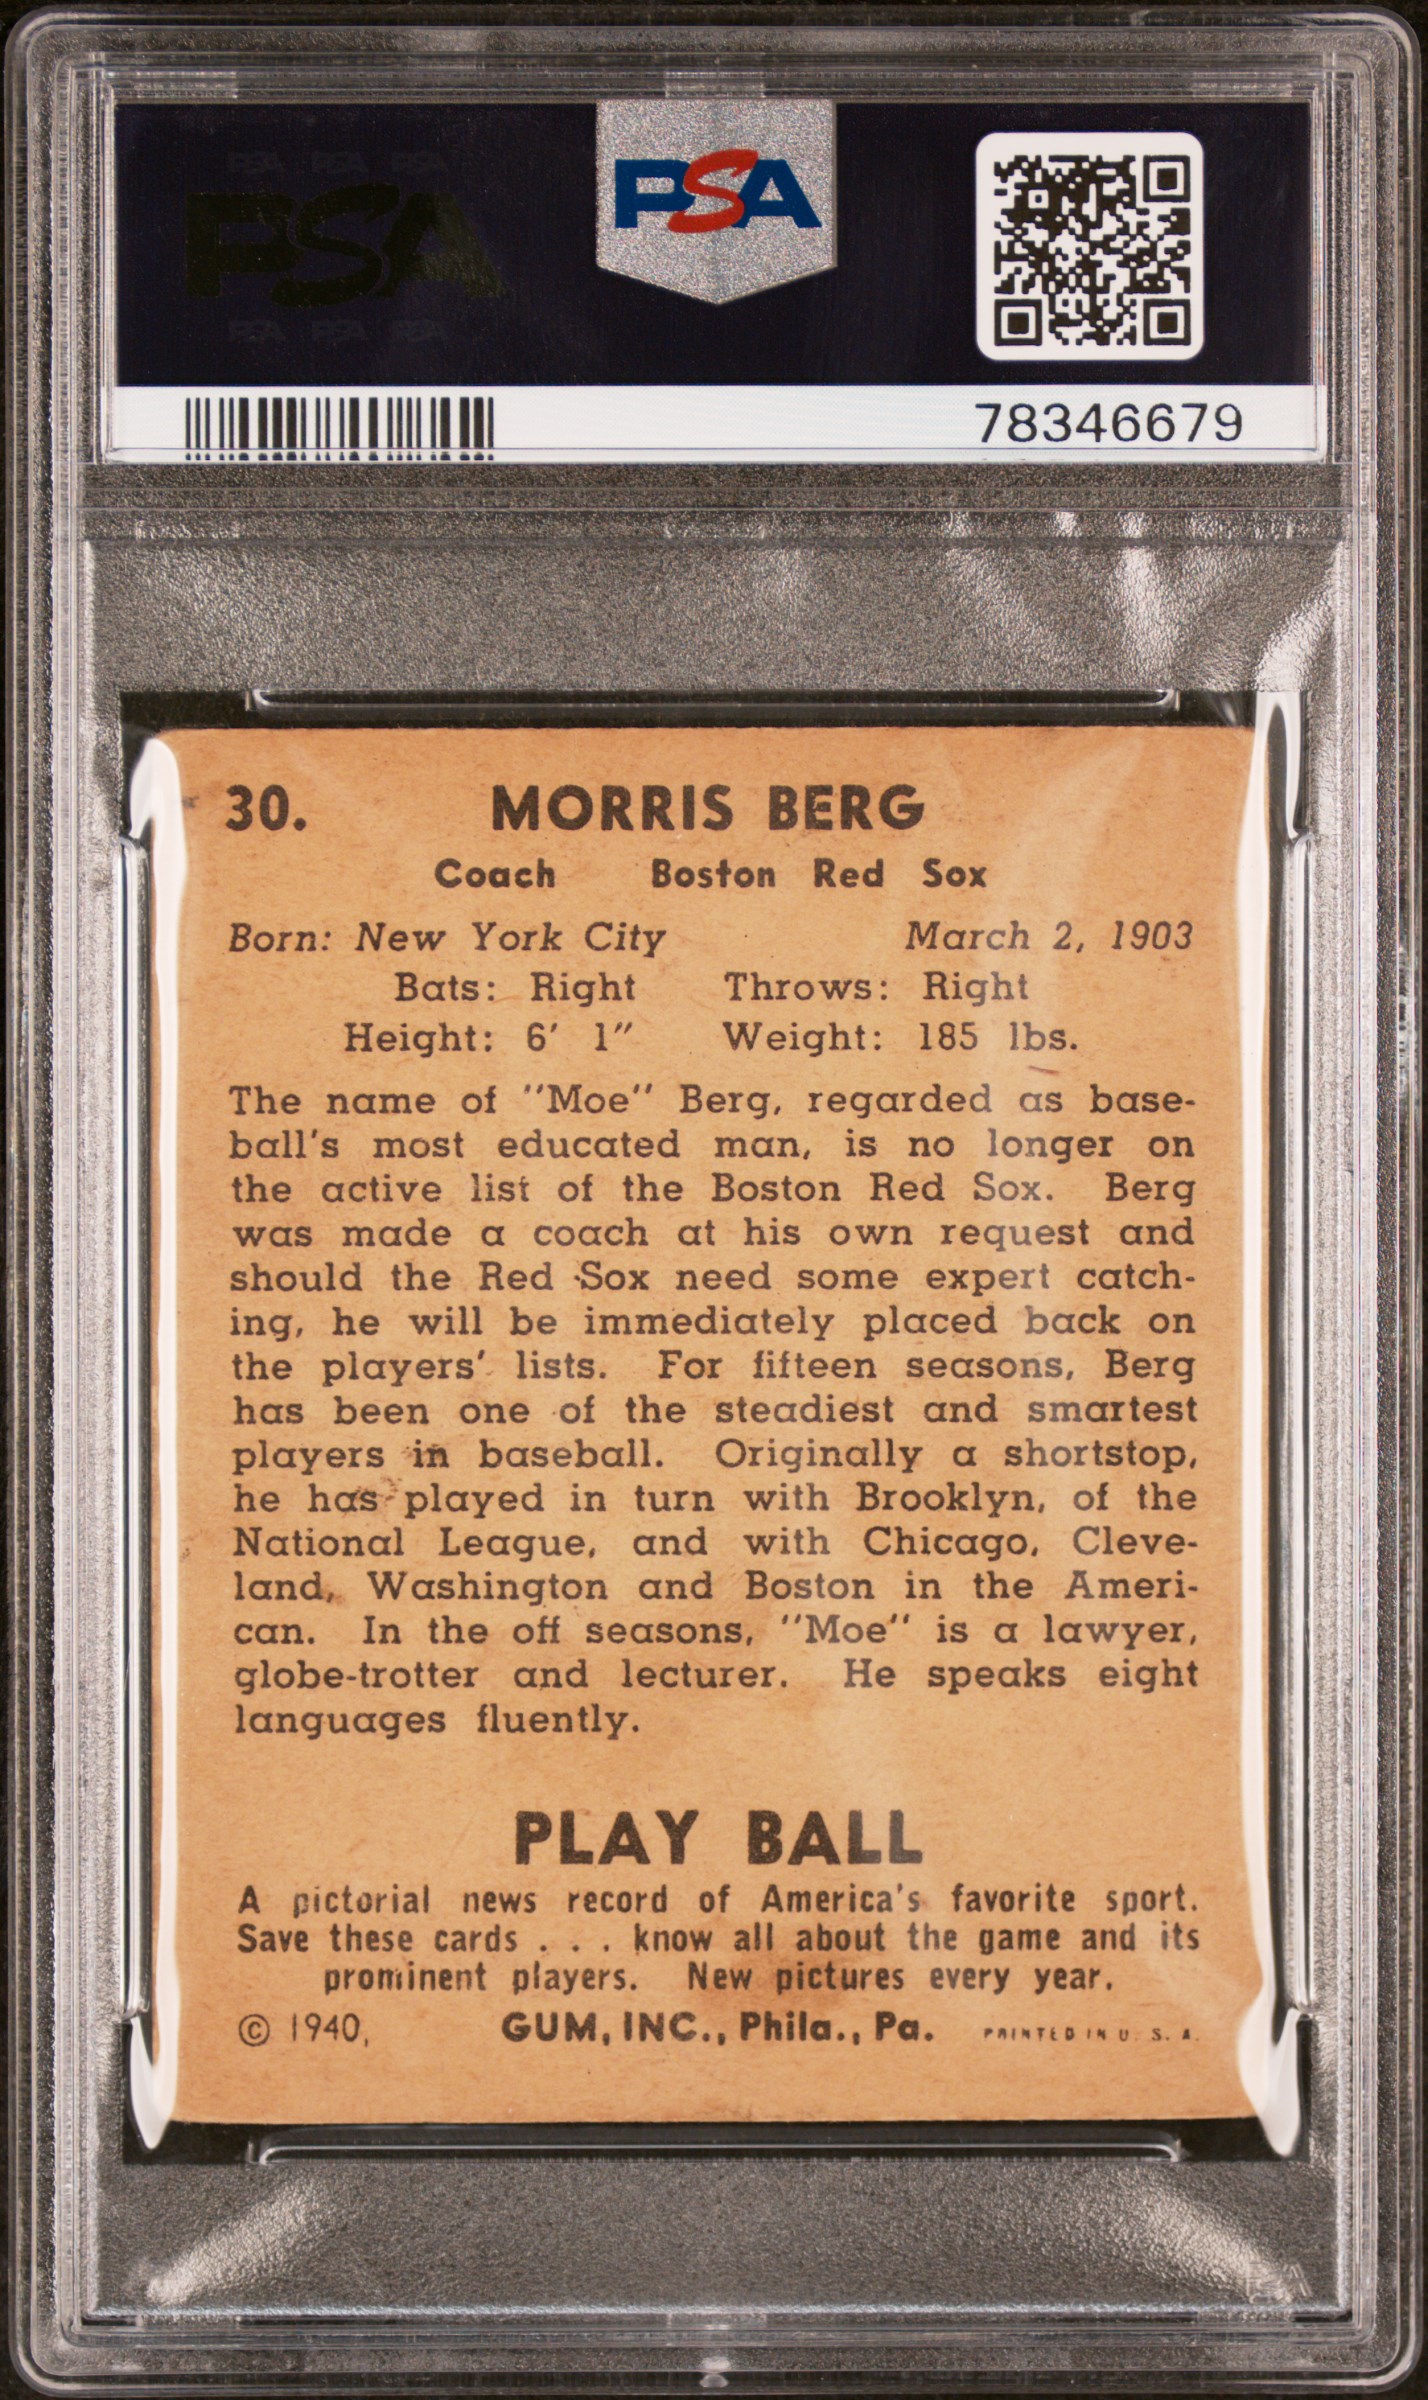 PSA PSA PSA
PSA
PSA
PSA PSA PSA
78346679
30. MORRIS BERG
Coach Boston Red Sox
Born: New York City March 2, 1903
Bats: Right Throws: Right
Height: 6' 1" Weight: 185 lbs.
The name of "Moe" Berg, regarded as base-
ball's most educated man, is no longer on
the active list of the Boston Red Sox. Berg
was made a coach at his own request and
should the Red Sox need some expert catch-
ing, he will be immediately placed back on
the players' lists. For fifteen seasons, Berg
has been one of the steadiest and smartest
players in baseball. Originally a shortstop,
he has played in turn with Brooklyn, of the
National League, and with Chicago, Cleve-
land, Washington and Boston in the Ameri-
can. In the off seasons, "Moe" is a lawyer,
globe-trotter and lecturer. He speaks eight
languages fluently.
PLAY BALL
A pictorial news record of America's favorite sport.
Save these cards . . . know all about the game and its
prominent players. New pictures every year.
© 1940, GUM, INC., Phila., Pa. PRINTED IN U. S. A.